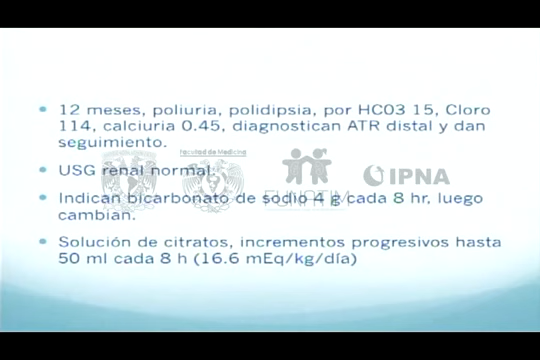 12 meses, poliuria, polidipsia, por HC03 15, Cloro
114, calciuria 0.45, diagnostican ATR distal y dan
seguimiento.
Facultad de Medicina
USG renal normal.
IPNA
FUNATIM
Indican bicarbonato de sodio 4 g cada 8 hr, luego
cambian.
Solución de citratos, incrementos progresivos hasta
50 ml cada 8 h (16.6 mEq/kg/día)